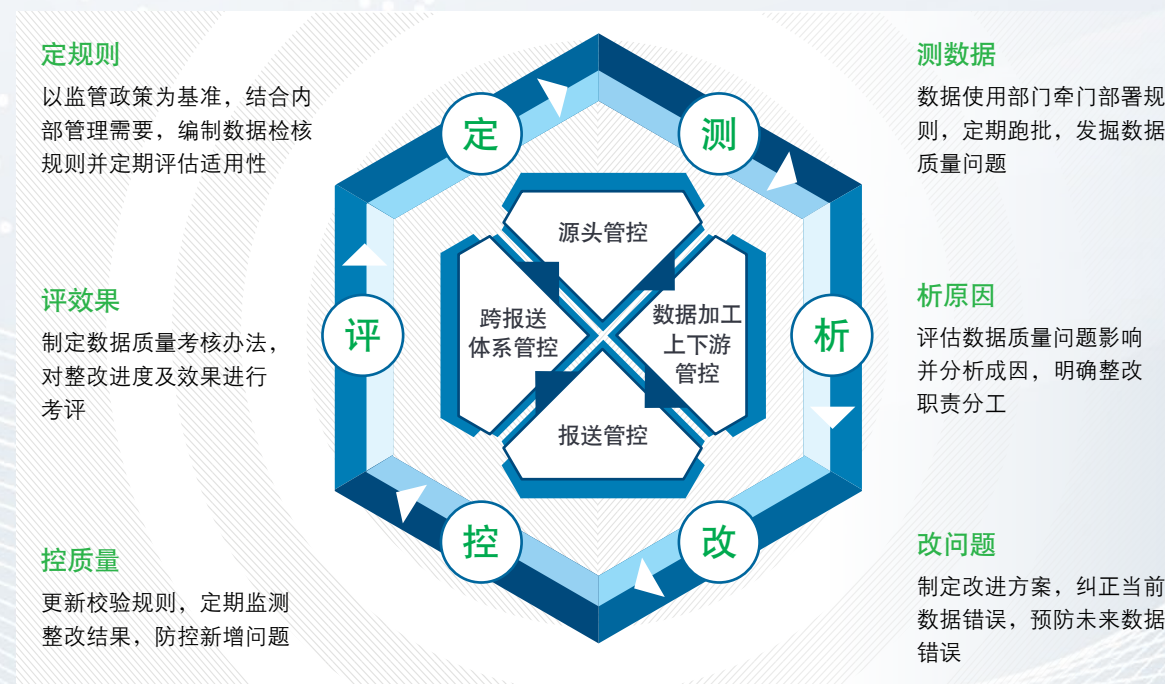 定规则
以监管政策为基准，结合内
部管理需要，编制数据检核
规则并定期评估适用性
评效果
制定数据质量考核办法，
对整改进度及效果进行
考评
控质量
更新校验规则，定期监测
整改结果，防控新增问题
定
测
评
析
控
改
源头管控
跨报送
体系管控
数据加工
上下游
管控
报送管控
测数据
数据使用部门牵门部署规
则，定期跑批，发掘数据
质量问题
析原因
评估数据质量问题影响
并分析成因，明确整改
职责分工
改问题
制定改进方案，纠正当前
数据错误，预防未来数据
错误